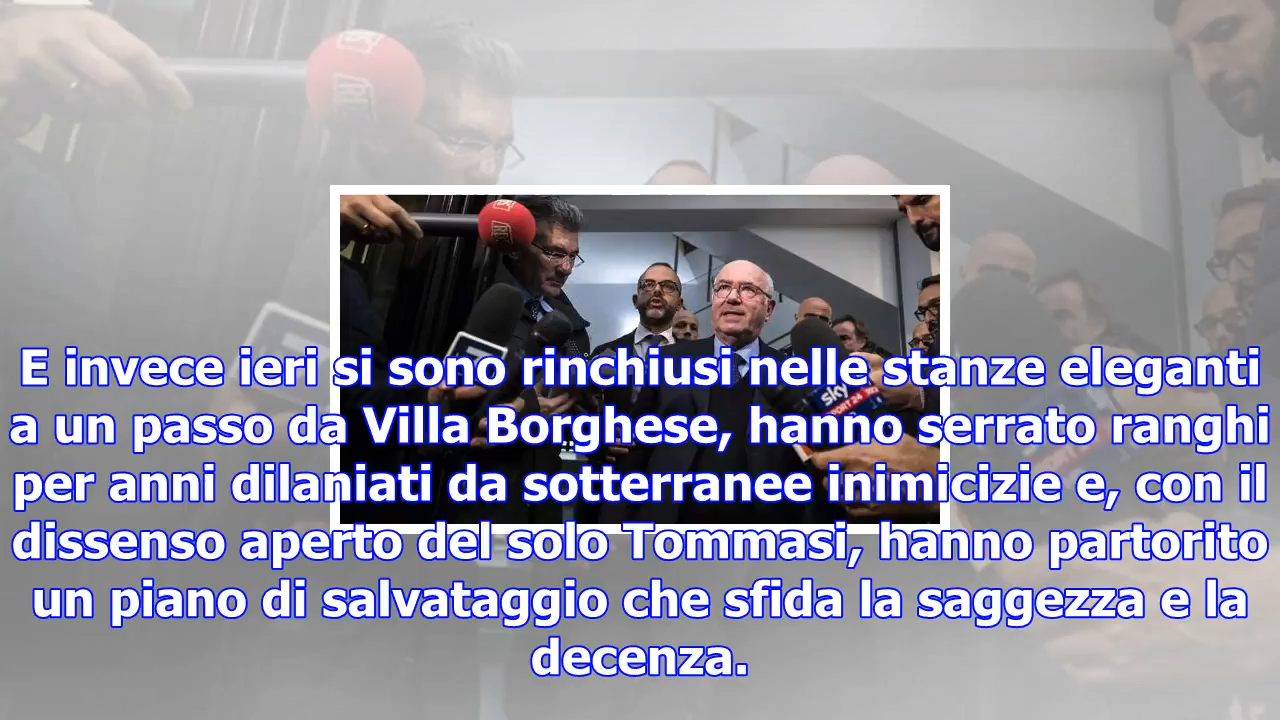 E invece ieri si sono rinchiusi nelle stanze eleganti
a un passo da Villa Borghese, hanno serrato ranghi
per anni dilaniati da sotterranee inimicizie e, con il
dissenso aperto del solo Tommasi, hanno partorito
un piano di salvataggio che sfida la saggezza e la
decenza.
sky